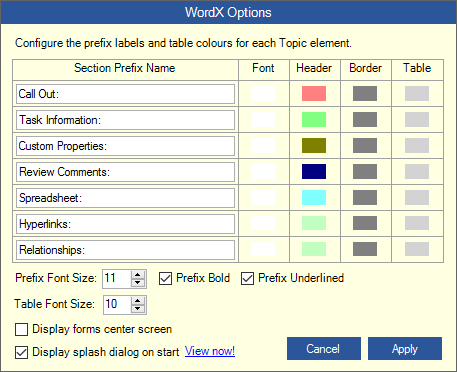 WordX Options
Configure the prefix labels and table colours for each Topic element.
Section Prefix Name Font Header Border Table
Call Out:
Task Information:
Custom Properties:
Review Comments:
Spreadsheet:
Hyperlinks:
Relationships:
Prefix Font Size: 11 Prefix Bold Prefix Underlined
Table Font Size: 10
Display forms center screen
Display splash dialog on start View now!
Cancel Apply